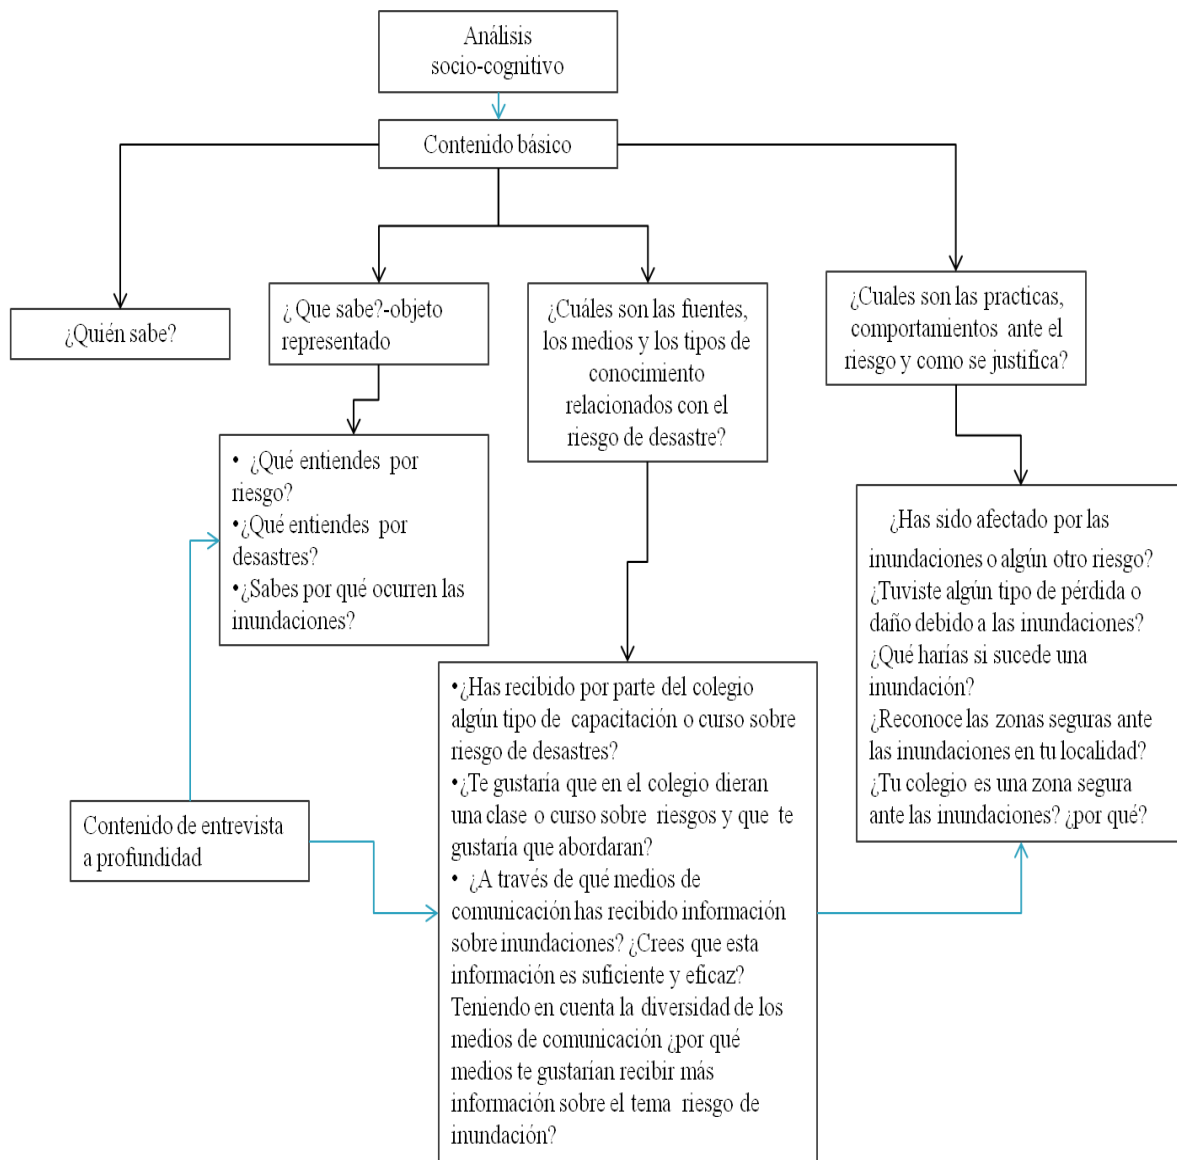 Análisis
socio-cognitivo
Contenido básico
¿Quién sabe?
¿Que sabe?-objeto
representado
¿Cuáles son las fuentes,
los medios y los tipos de
conocimiento
relacionados con el
riesgo de desastre?
¿Cuales son las practicas,
comportamientos ante el
riesgo y como se justifica?
• ¿Qué entiendes por
riesgo?
•¿Qué entiendes por
desastres?
•¿Sabes por qué ocurren las
inundaciones?
•¿Has recibido por parte del colegio
algún tipo de capacitación o curso sobre
riesgo de desastres?
•¿Te gustaría que en el colegio dieran
una clase o curso sobre riesgos y que te
gustaría que abordaran?
• ¿A través de qué medios de
comunicación has recibido información
sobre inundaciones? ¿Crees que esta
información es suficiente y eficaz?
Teniendo en cuenta la diversidad de los
medios de comunicación ¿por qué
medios te gustarían recibir más
información sobre el tema riesgo de
inundación?
¿Has sido afectado por las
inundaciones o algún otro riesgo?
¿Tuviste algún tipo de pérdida o
daño debido a las inundaciones?
¿Qué harías si sucede una
inundación?
¿Reconoce las zonas seguras ante
las inundaciones en tu localidad?
¿Tu colegio es una zona segura
ante las inundaciones? ¿por qué?
Contenido de entrevista
a profundidad